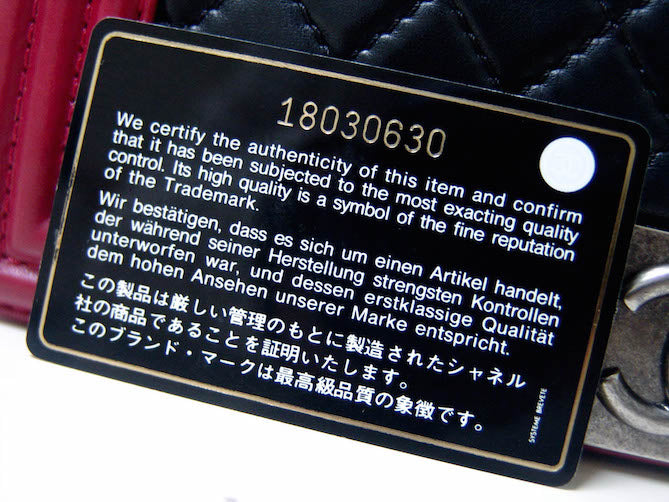 18030630
We certify the authenticity of this item and confirm
that it has been subjected to the most exacting quality
control. Its high quality is a symbol of the fine reputation
of the Trademark.
Wir bestätigen, dass es sich um einen Artikel handelt,
der während seiner Herstellung strengsten Kontrollen
unterworfen war, und dessen erstklassige Qualität
dem hohen Ansehen unserer Marke entspricht.
この製品は厳しい管理のもとに製造されたシャネル
社の商品であることを証明いたします。
このブランド・マークは最高級品質の象徴です。
SYSTEME BREVETE